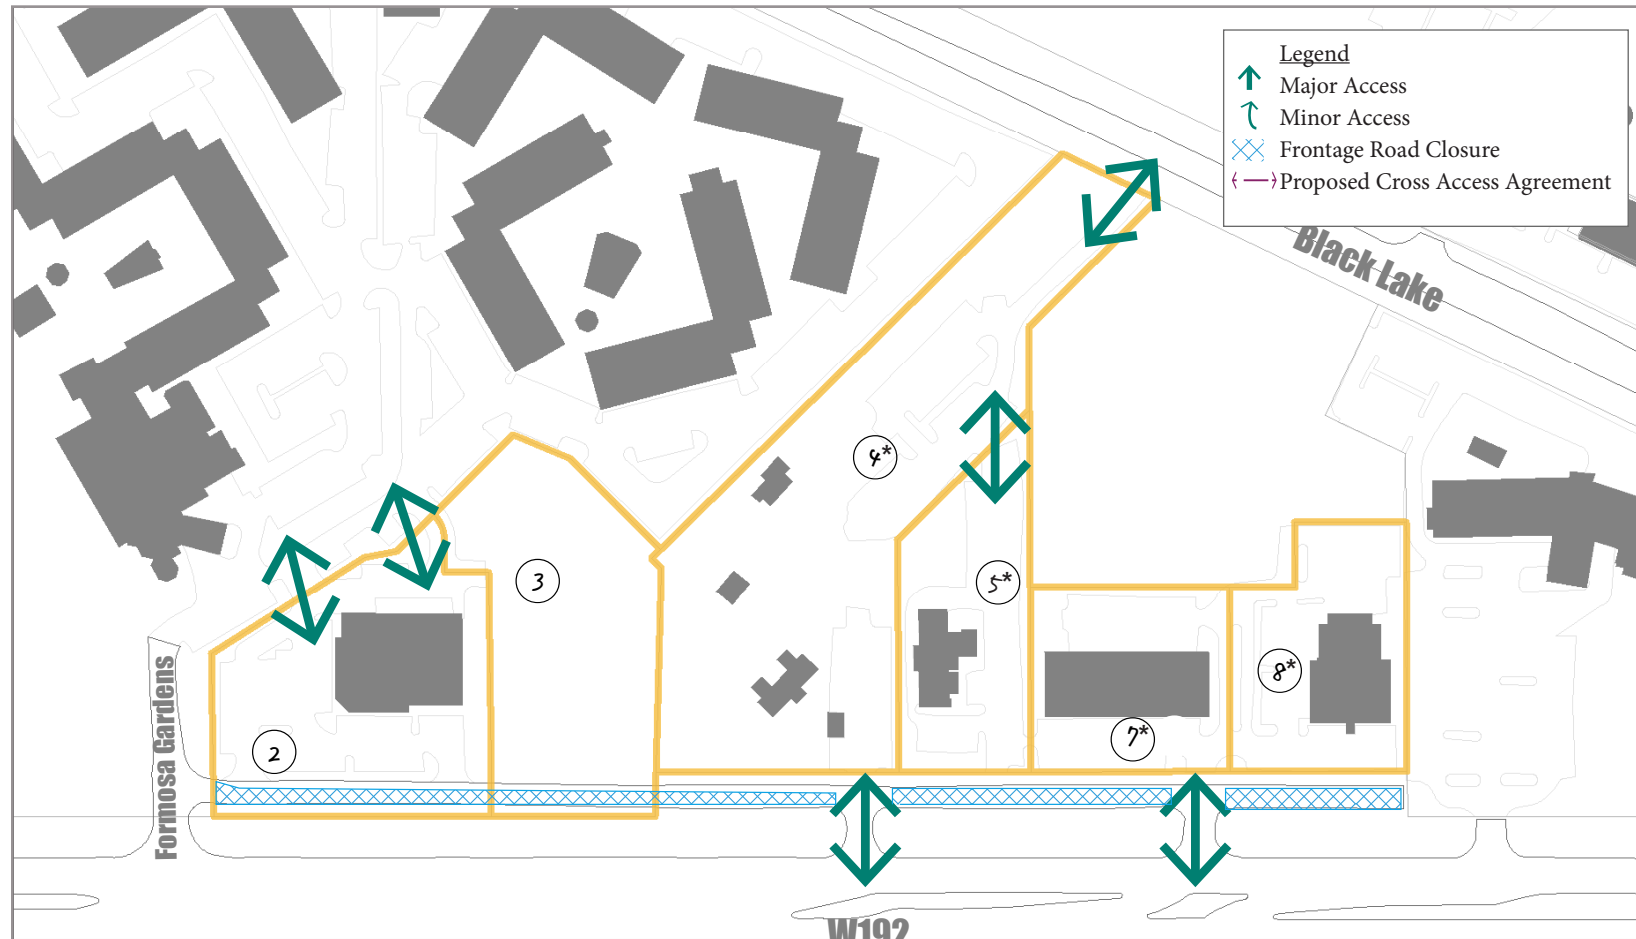 Legend
Major Access
Minor Access
Frontage Road Closure
Proposed Cross Access Agreement
Black Lake
4*
3
5*
8*
7*
2
Formosa Gardens
W192